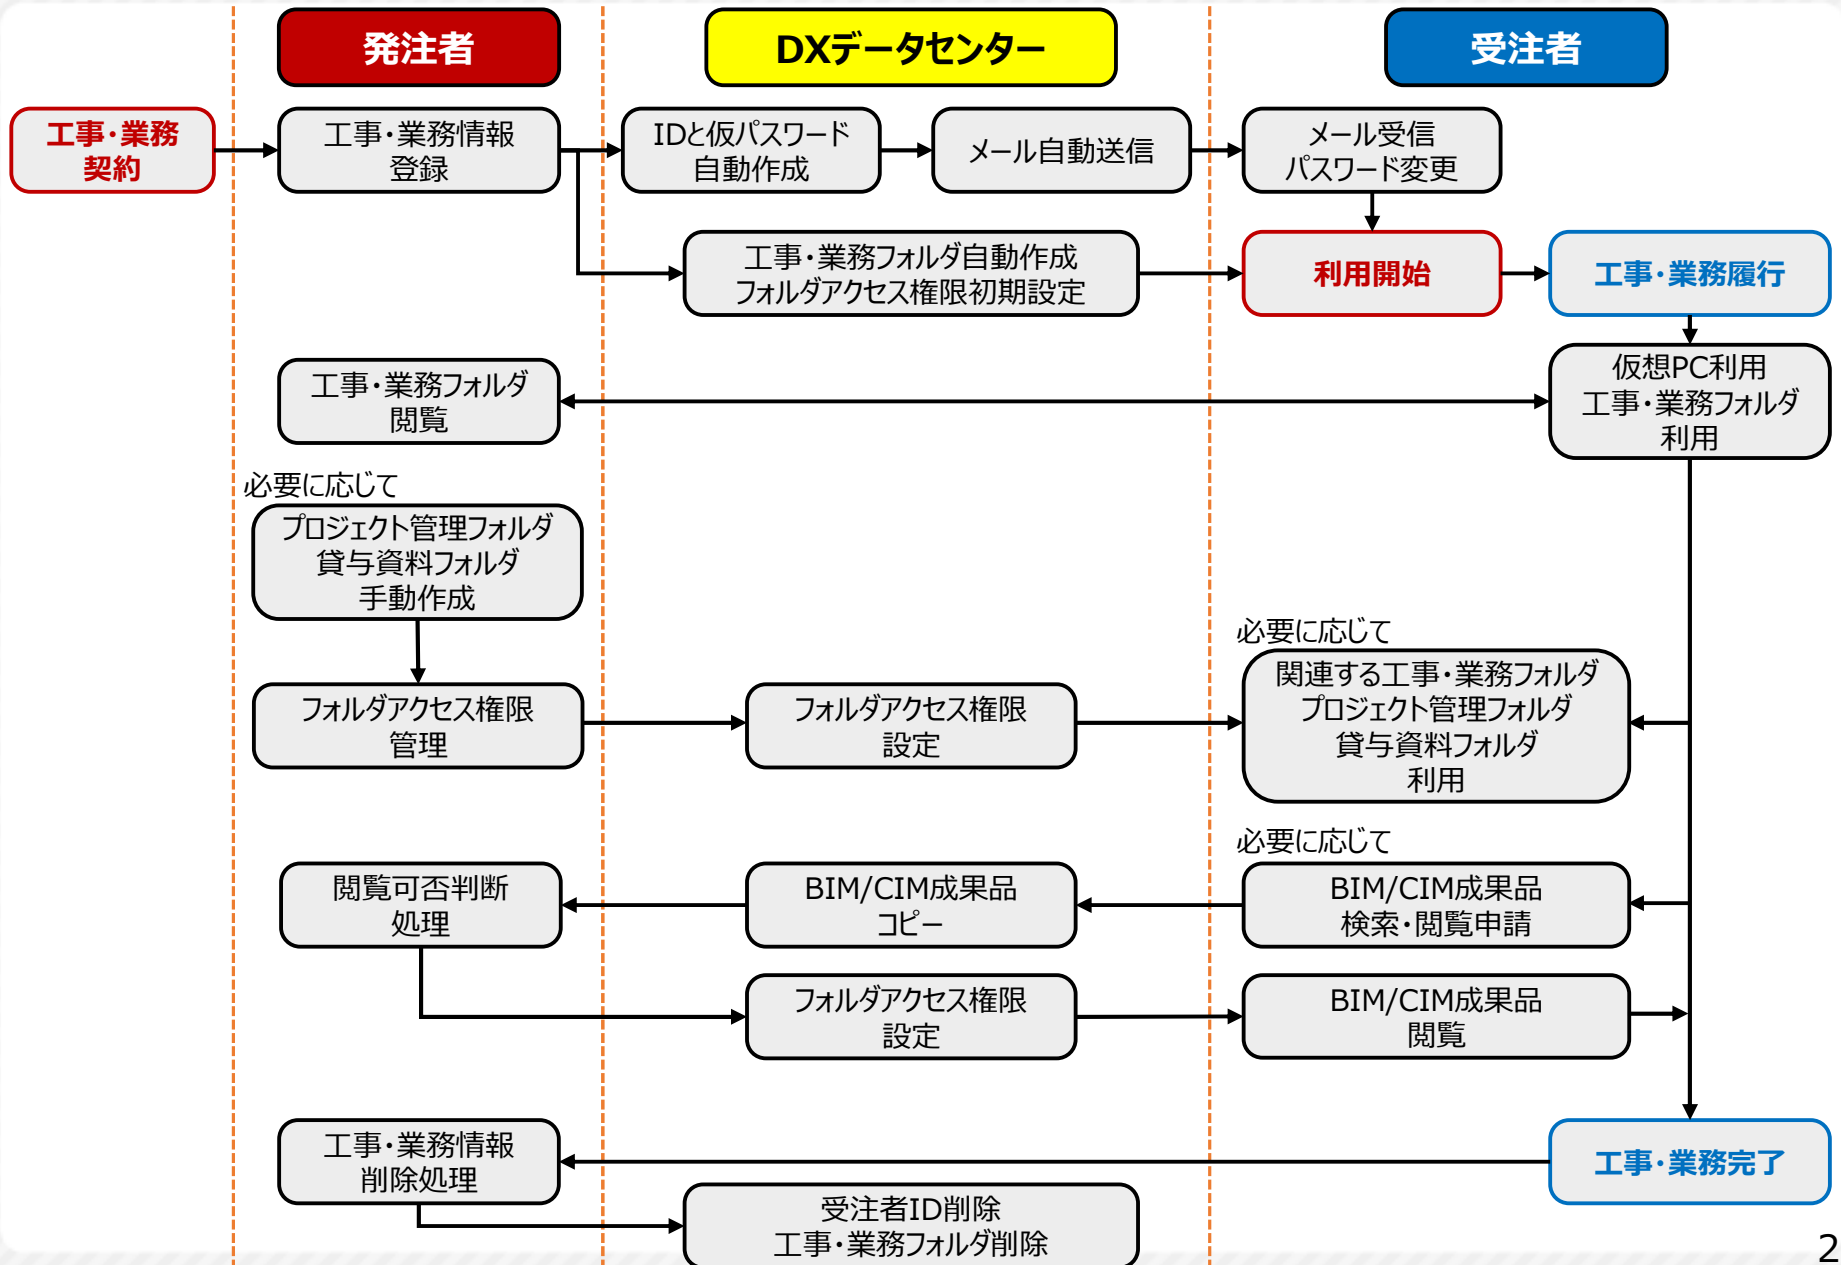 発注者
DXデータセンター
受注者
工事・業務
契約
工事・業務情報
登録
IDと仮パスワード
自動作成
メール自動送信
メール受信
パスワード変更
工事・業務フォルダ自動作成
フォルダアクセス権限初期設定
利用開始
工事・業務履行
工事・業務フォルダ
閲覧
仮想PC利用
工事・業務フォルダ
利用
必要に応じて
プロジェクト管理フォルダ
貸与資料フォルダ
手動作成
フォルダアクセス権限
管理
フォルダアクセス権限
設定
必要に応じて
関連する工事・業務フォルダ
プロジェクト管理フォルダ
貸与資料フォルダ
利用
必要に応じて
閲覧可否判断
処理
BIM/CIM成果品
コピー
BIM/CIM成果品
検索・閲覧申請
フォルダアクセス権限
設定
BIM/CIM成果品
閲覧
工事・業務情報
削除処理
工事・業務完了
受注者ID削除
工事・業務フォルダ削除
2